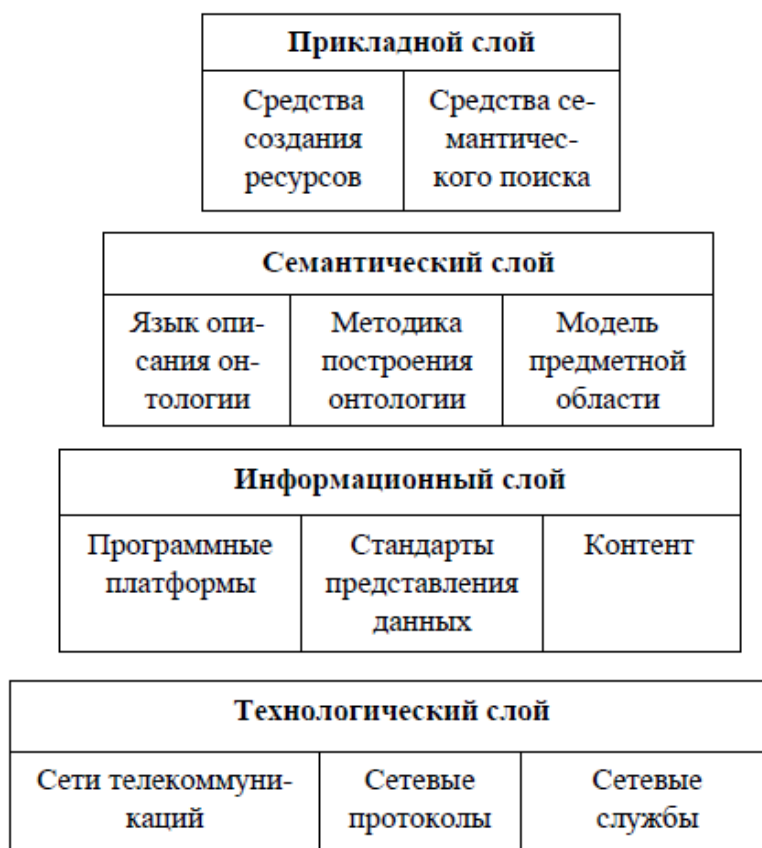 Прикладной слой
Средства
создания
ресурсов
Средства се-
мантичес-
кого поиска
Семантический слой
Язык опи-
сания он-
тологии
Методика
построения
онтологии
Модель
предметной
области
Информационный слой
Программные
платформы
Стандарты
представления
данных
Контент
Технологический слой
Сети телекоммуни-
каций
Сетевые
протоколы
Сетевые
службы